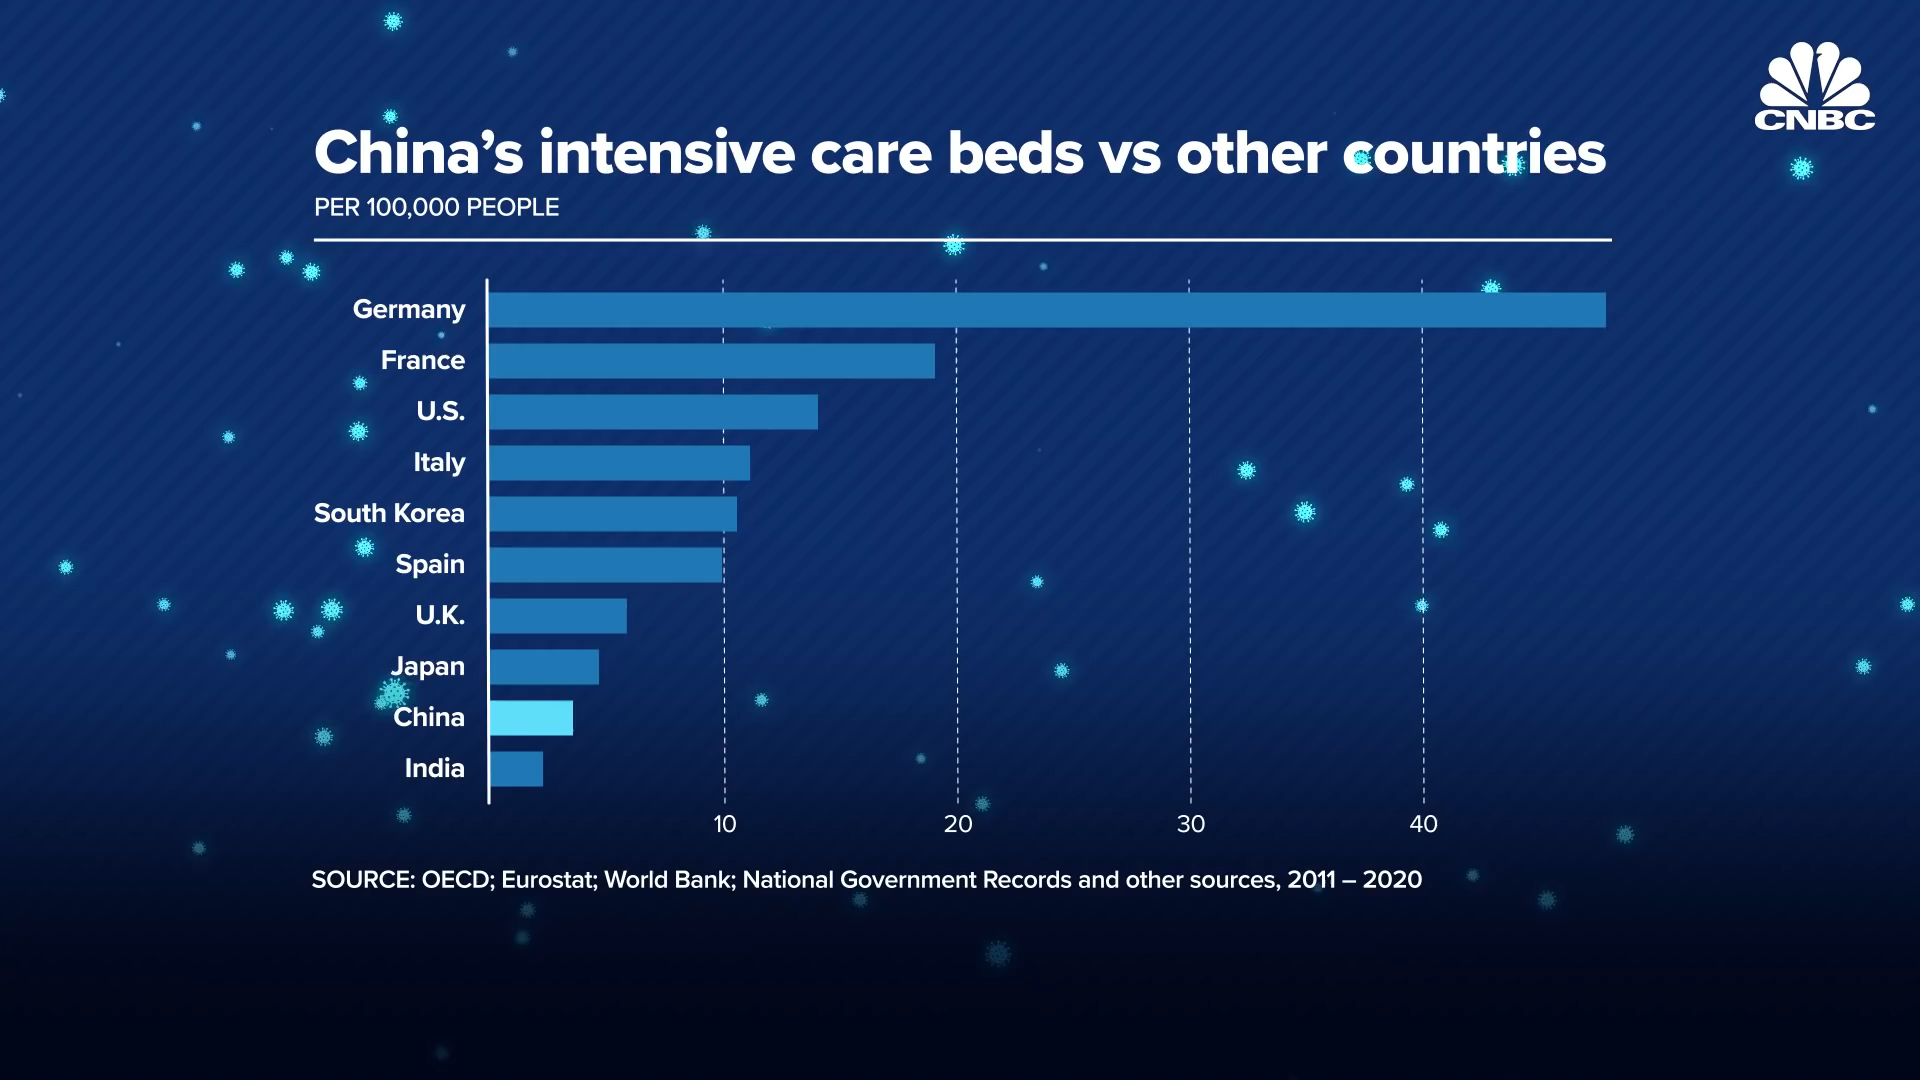 CNBC
China's intensive care beds vs other countries
PER 100,000 PEOPLE
Germany
France
U.S.
Italy
South Korea
Spain
U.K.
Japan
China
India
10 20 30 40
SOURCE: OECD; Eurostat; World Bank; National Government Records and other sources, 2011 – 2020